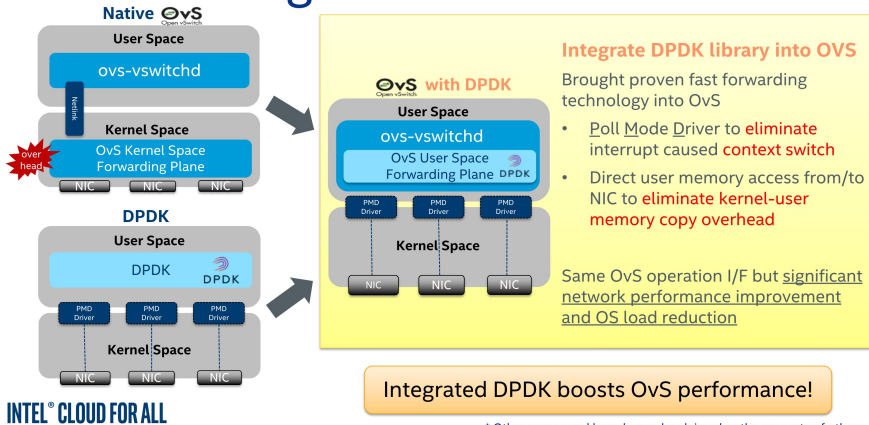 Native OvS
Open vSwitch
User Space
ovs-vswitchd
Netlink
Kernel Space
OvS Kernel Space
Forwarding Plane
over
head
NIC
NIC
NIC
DPDK
User Space
DPDK
DPDK
PMD
Driver
PMD
Driver
PMD
Driver
Kernel Space
NIC
NIC
NIC
INTEL® CLOUD FOR ALL
OvS with DPDK
Open vSwitch
User Space
ovs-vswitchd
OvS User Space
Forwarding Plane DPDK
PMD
Driver
PMD
Driver
PMD
Driver
Kernel Space
NIC
NIC
NIC
Integrate DPDK library into OVS
Brought proven fast forwarding
technology into OvS
• Poll Mode Driver to eliminate
interrupt caused context switch
• Direct user memory access from/to
NIC to eliminate kernel-user
memory copy overhead
Same OvS operation I/F but significant
network performance improvement
and OS load reduction
Integrated DPDK boosts OvS performance!